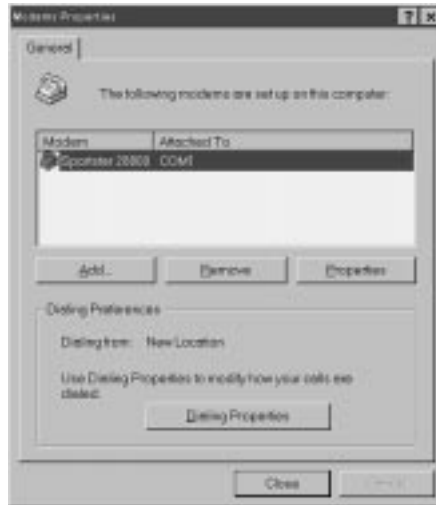 Modems Properties
General
The following modems are set up on this computer:
Modem Attached To
Sportster 28800 COM1
Add... Remove Properties
Dialing Preferences
Dialing from: New Location
Use Dialing Properties to modify how your calls are
dialed.
Dialing Properties
Close